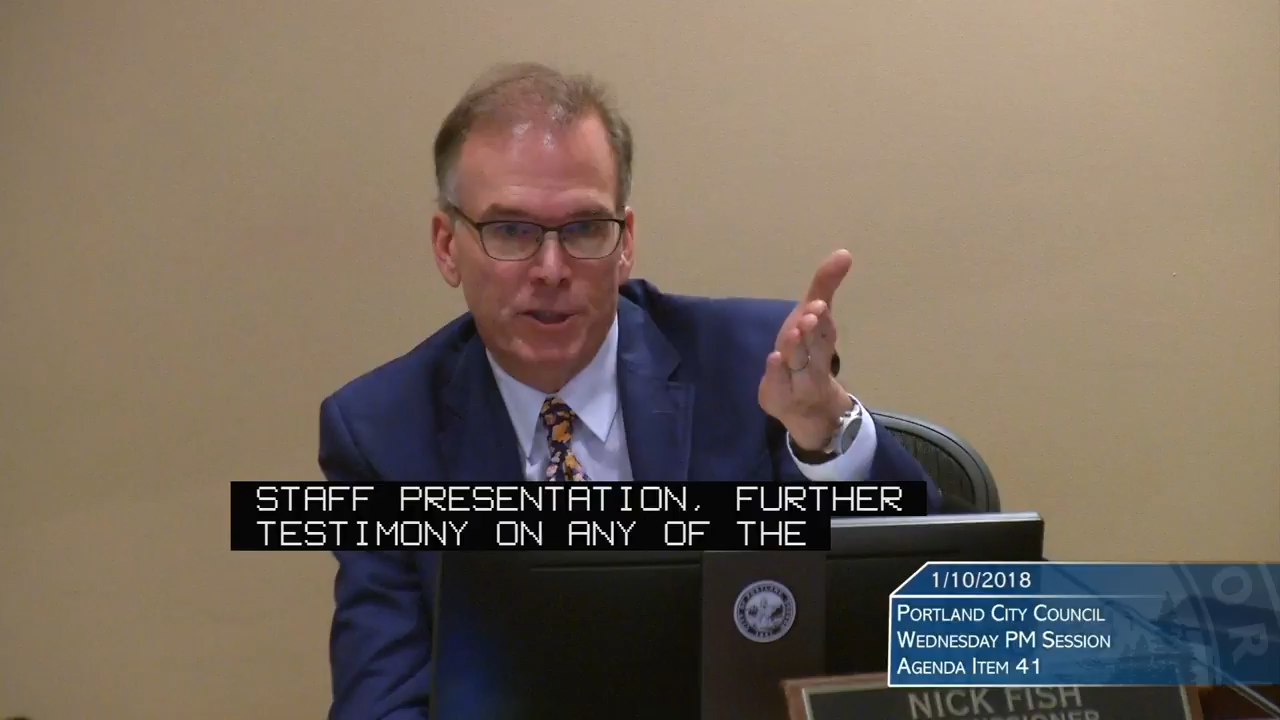 STAFF PRESENTATION, FURTHER
TESTIMONY ON ANY OF THE
1/10/2018
PORTLAND CITY COUNCIL
WEDNESDAY PM SESSION
AGENDA ITEM 41
NICK FISH